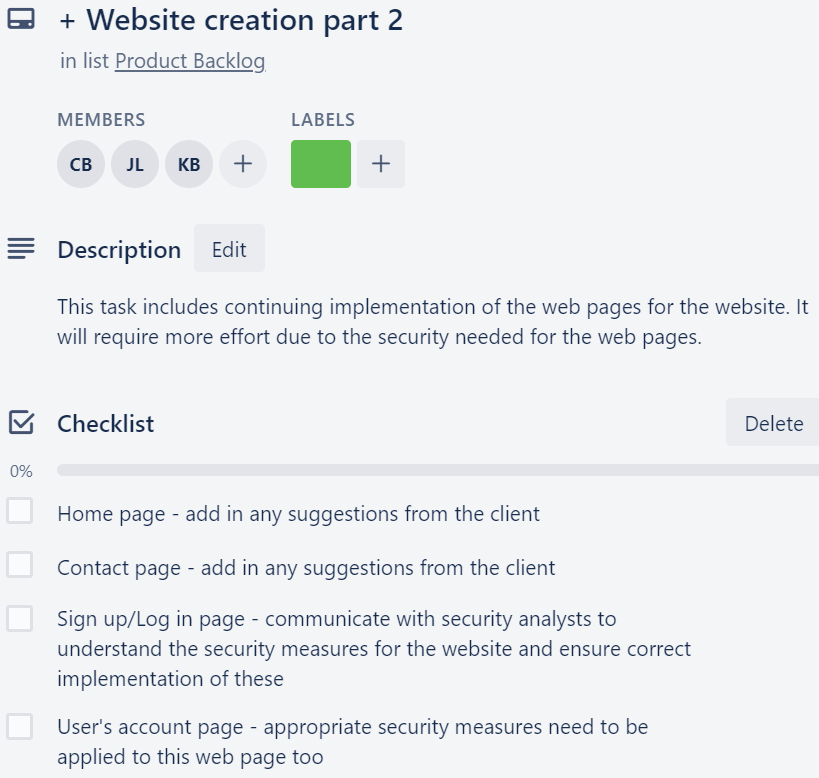 + Website creation part 2
in list Product Backlog
MEMBERS
LABELS
CB JL KB +
+
Description Edit
This task includes continuing implementation of the web pages for the website. It
will require more effort due to the security needed for the web pages.
Checklist
Delete
0%
Home page - add in any suggestions from the client
Contact page - add in any suggestions from the client
Sign up/Log in page - communicate with security analysts to
understand the security measures for the website and ensure correct
implementation of these
User's account page - appropriate security measures need to be
applied to this web page too